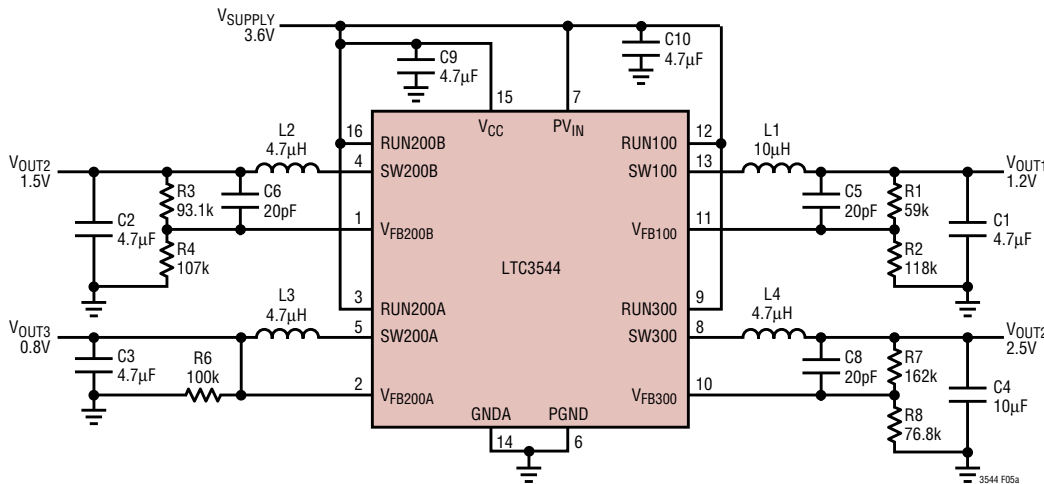 VSUPPLY
3.6V
C9
4.7µF
C10
4.7µF
15
7
VCC
PVIN
16
RUN200B
RUN100
12
L2
4.7µH
4
SW200B
SW100
13
L1
10µH
VOUT2
1.5V
VOUT1
1.2V
R3
93.1k
C6
20pF
C5
20pF
R1
59k
C2
4.7µF
1
VFB200B
VFB100
11
C1
4.7µF
R4
107k
R2
118k
LTC3544
L3
4.7µH
3
RUN200A
RUN300
9
L4
4.7µH
VOUT3
0.8V
5
SW200A
SW300
8
VOUT2
2.5V
C3
4.7µF
R6
100k
C8
20pF
R7
162k
2
VFB200A
VFB300
10
C4
10µF
R8
76.8k
GNDA
PGND
14
6
3544 F05a